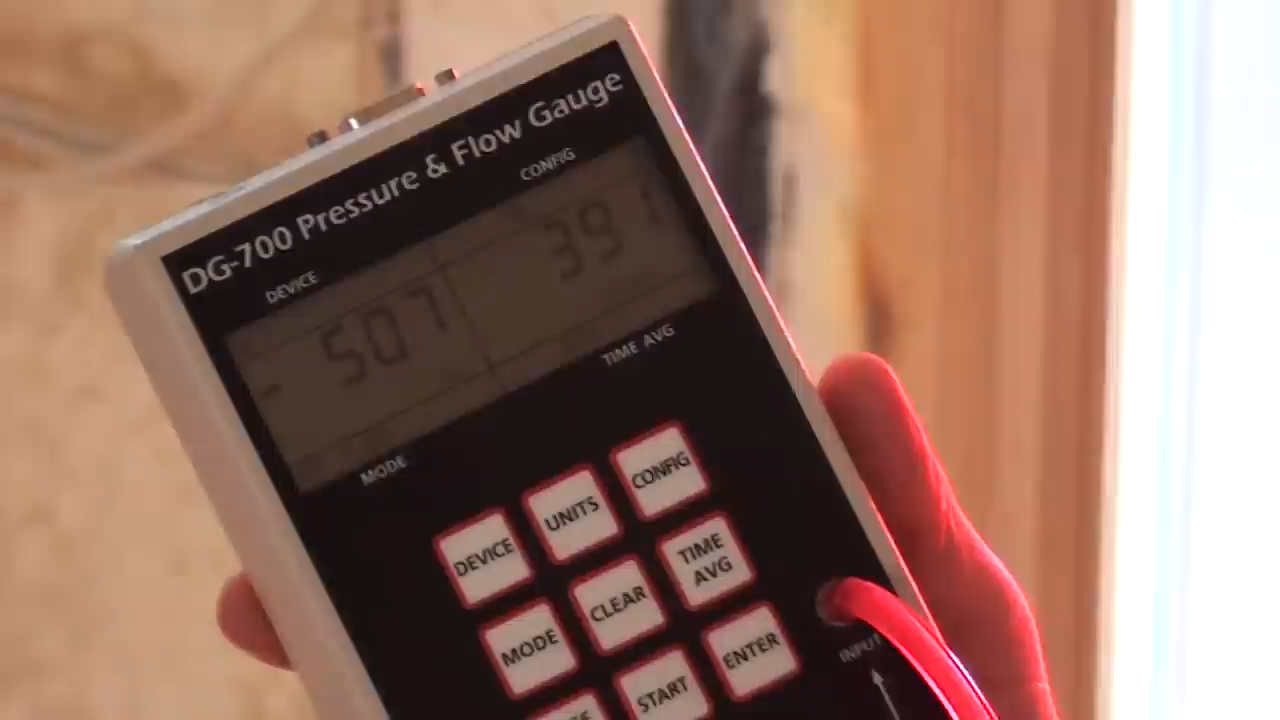 DG-700 Pressure & Flow Gauge
DEVICE CONFIG
- 507 391
MODE TIME AVG
DEVICE UNITS CONFIG
MODE CLEAR TIME AVG
START ENTER
INPUT